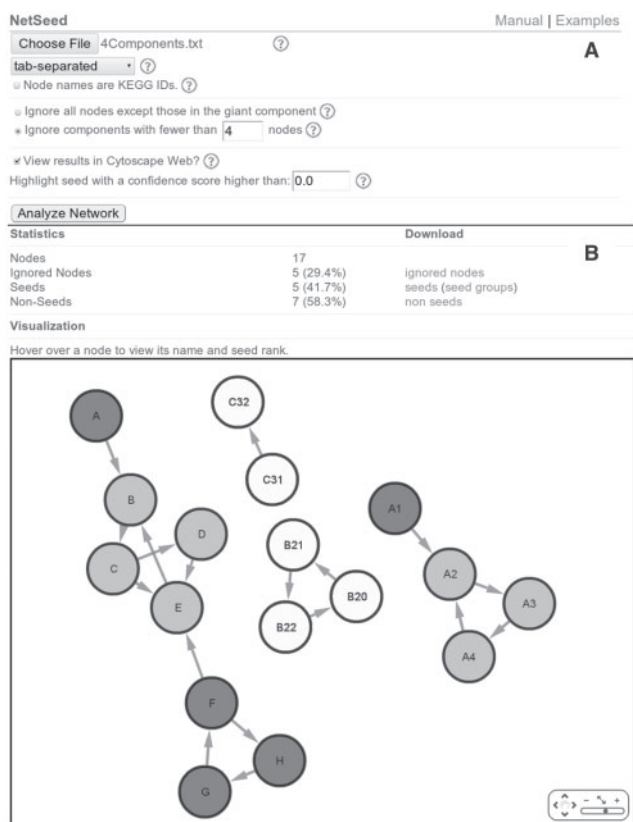 NetSeed Manual | Examples
Choose File 4Components.txt ?
A
tab-separated ?
Node names are KEGG IDs. ?
Ignore all nodes except those in the giant component ?
Ignore components with fewer than 4 nodes ?
View results in Cytoscape Web? ?
Highlight seed with a confidence score higher than: 0.0 ?
Analyze Network
Statistics Download
B
Nodes 17
Ignored Nodes 5 (29.4%) ignored nodes
Seeds 5 (41.7%) seeds (seed groups)
Non-Seeds 7 (58.3%) non seeds
Visualization
Hover over a node to view its name and seed rank.
C32
A
C31
B
A1
D
B21
C
A2
B20
A3
E
B22
A4
F
H
G